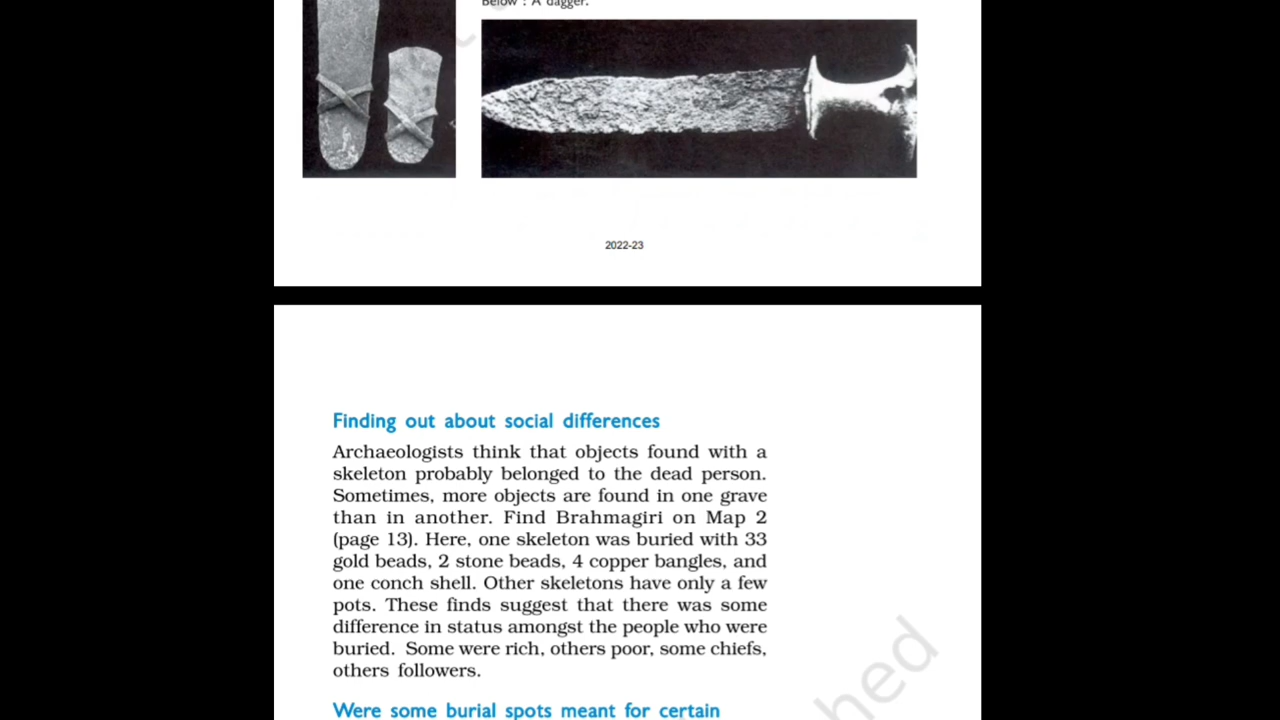 Below : A dagger.
2022-23
Finding out about social differences
Archaeologists think that objects found with a
skeleton probably belonged to the dead person.
Sometimes, more objects are found in one grave
than in another. Find Brahmagiri on Map 2
(page 13). Here, one skeleton was buried with 33
gold beads, 2 stone beads, 4 copper bangles, and
one conch shell. Other skeletons have only a few
pots. These finds suggest that there was some
difference in status amongst the people who were
buried. Some were rich, others poor, some chiefs,
others followers.
hed
Were some burial spots meant for certain